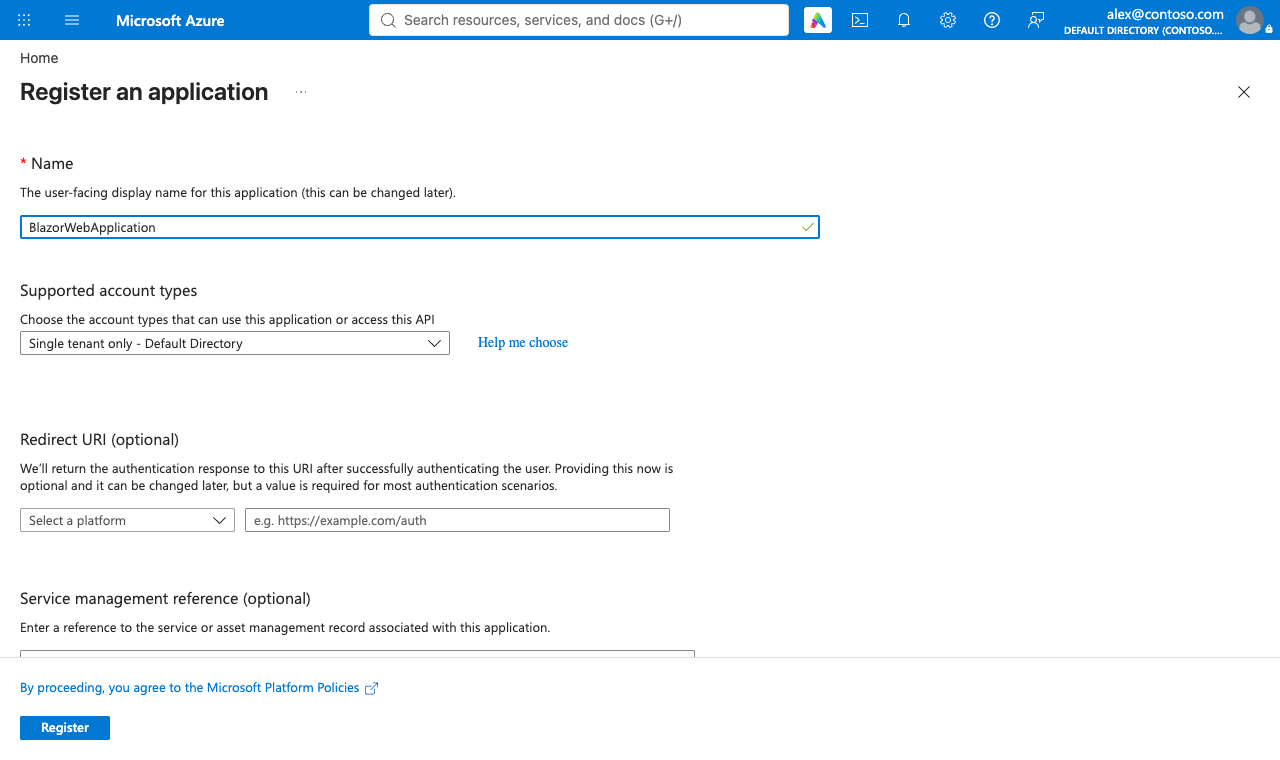 Microsoft Azure
Search resources, services, and docs (G+/)
alex@contoso.com
DEFAULT DIRECTORY (CONTOSO....
Home
Register an application
* Name
The user-facing display name for this application (this can be changed later).
BlazorWebApplication
Supported account types
Choose the account types that can use this application or access this API
Single tenant only - Default Directory
Help me choose
Redirect URI (optional)
We'll return the authentication response to this URI after successfully authenticating the user. Providing this now is
optional and it can be changed later, but a value is required for most authentication scenarios.
Select a platform
e.g. https://example.com/auth
Service management reference (optional)
Enter a reference to the service or asset management record associated with this application.
By proceeding, you agree to the Microsoft Platform Policies
Register